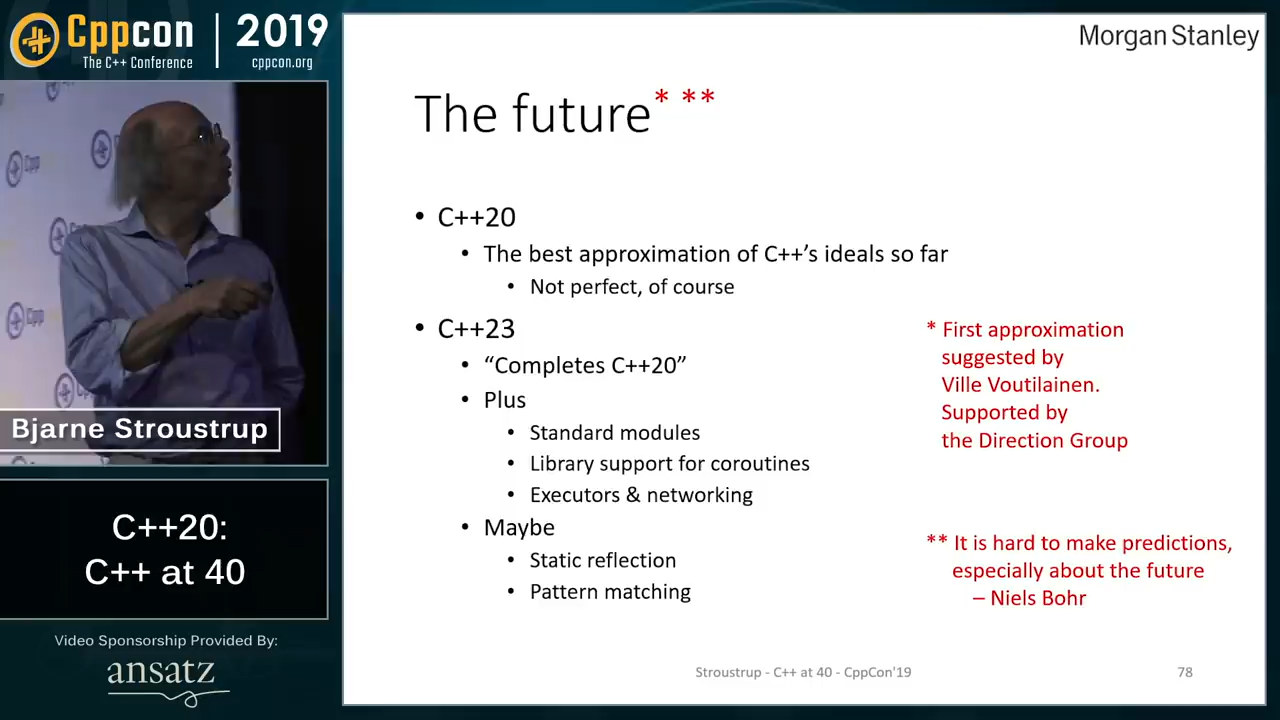 Cppcon
The C++ Conference
2019
cppcon.org
Morgan Stanley
The future* **
• C++20
• The best approximation of C++’s ideals so far
• Not perfect, of course
• C++23
• “Completes C++20”
• Plus
• Standard modules
• Library support for coroutines
• Executors & networking
• Maybe
• Static reflection
• Pattern matching
* First approximation
suggested by
Ville Voutilainen.
Supported by
the Direction Group
** It is hard to make predictions,
especially about the future
– Niels Bohr
Stroustrup - C++ at 40 - CppCon'19
78
Cpp
Cpp
Cpp
Bjarne Stroustrup
C++20:
C++ at 40
Video Sponsorship Provided By:
ansatz